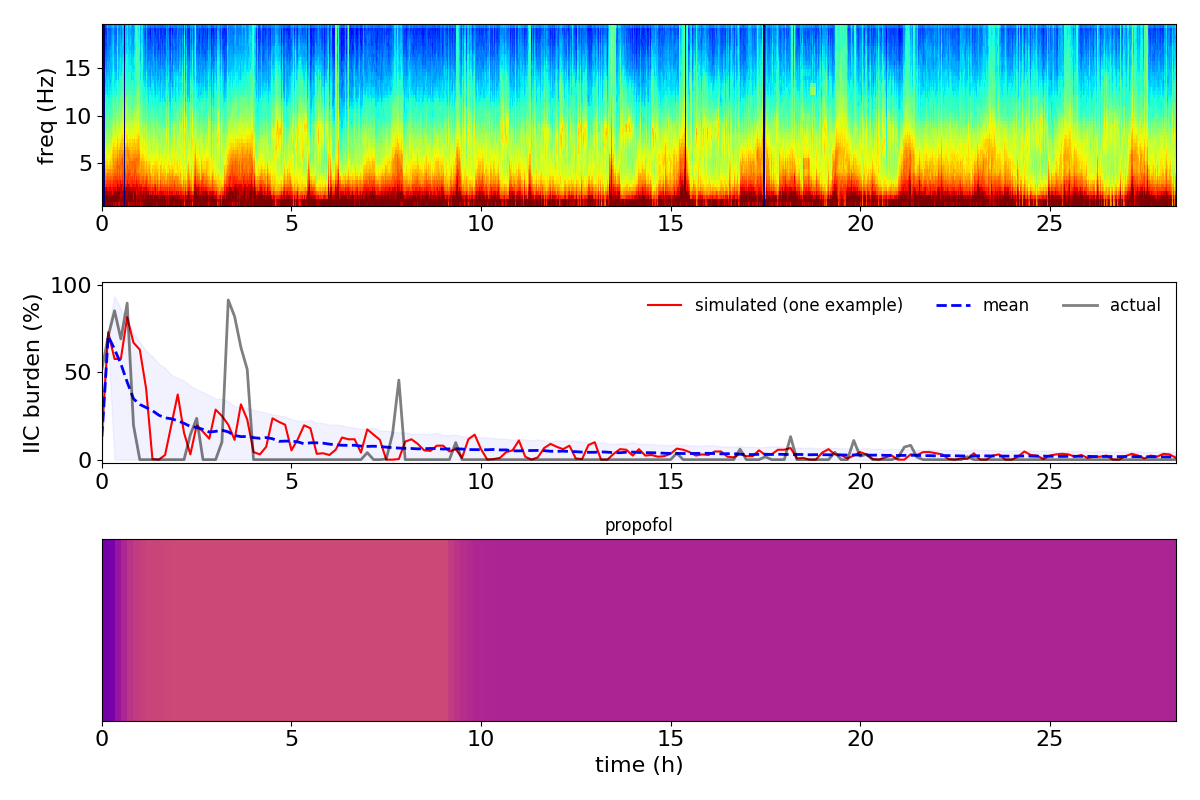 freq (Hz)
15
10
5
0 5 10 15 20 25
IIC burden (%)
100
50
0
simulated (one example) mean actual
0 5 10 15 20 25
propofol
0 5 10 15 20 25
time (h)